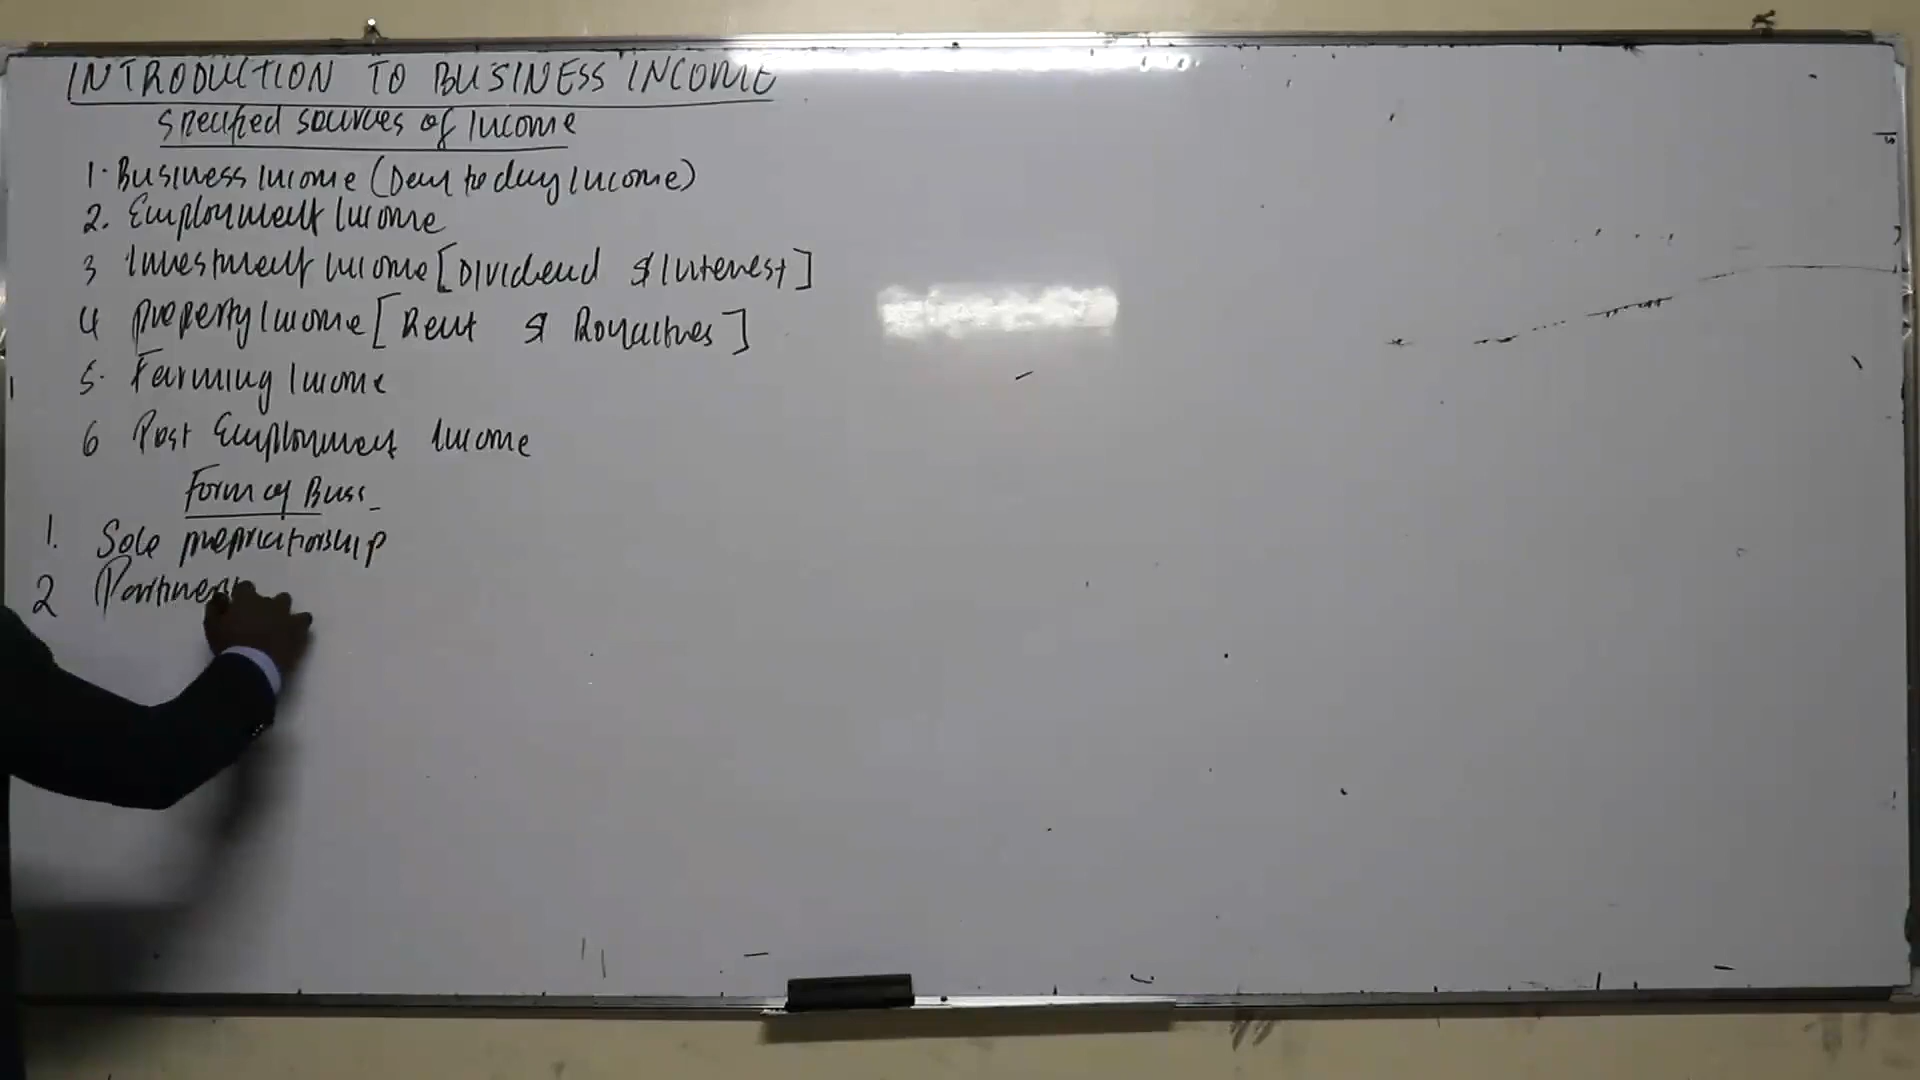 INTRODUCTION TO BUSINESS INCOME
Specified sources of Income
1. Business Income (Day to day Income)
2. Employment Income
3 Investment Income [Dividend & Interest]
4 Property Income [Rent & Royalties]
5. Farming Income
6 Post Employment Income
Form of Buss
1. Sole propriatorship
2 Partners